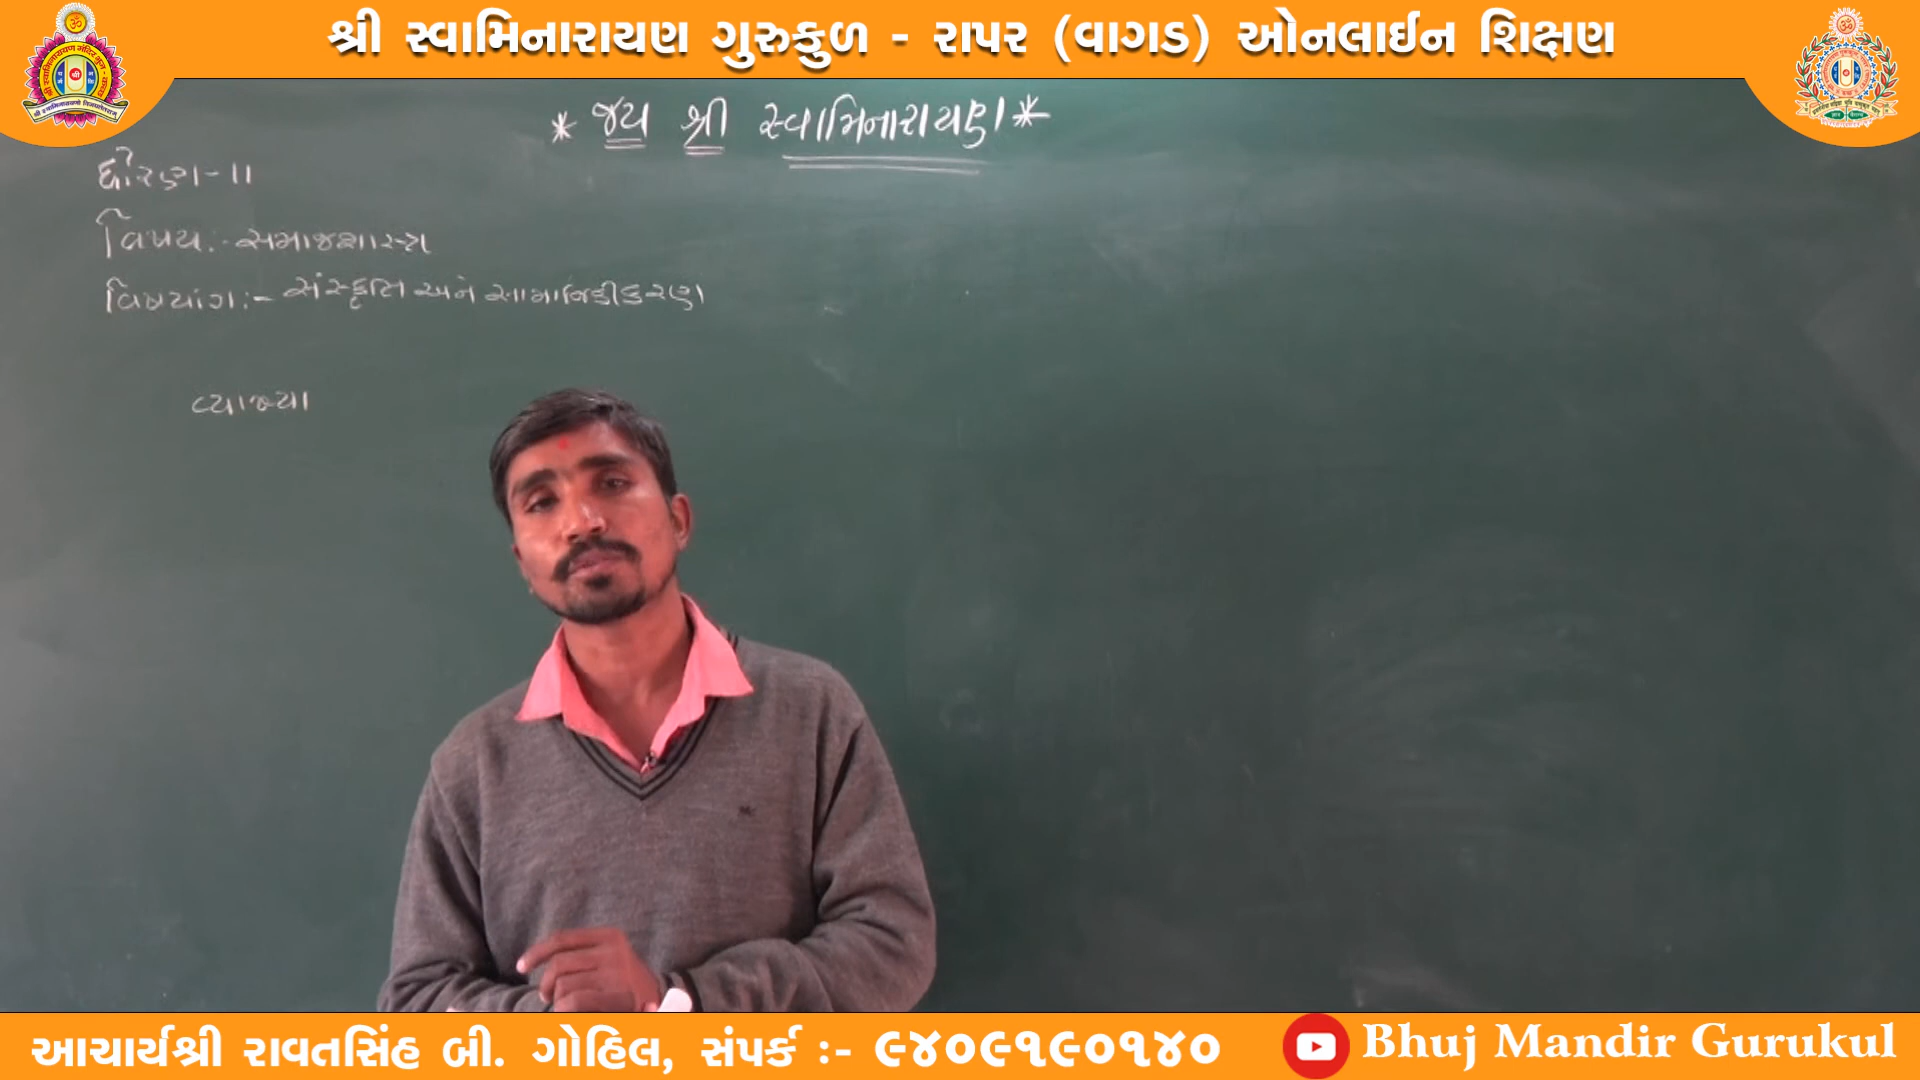 શ્રી સ્વામિનારાયણ ગુરુકુળ - રાપર (વાગડ) ઓનલાઈન શિક્ષણ
* જય શ્રી સ્વામિનારાયણ *
ધોરણ - 11
વિષય :- સમાજશાસ્ત્ર
વિષયાંગ :- સંસ્કૃતિ અને સામાજિકીકરણ
વ્યાખ્યા
આચાર્યશ્રી રાવતસિંહ બી. ગોહિલ, સંપર્ક :- ૯૪૦૯૧૯૦૧૪૦
Bhuj Mandir Gurukul